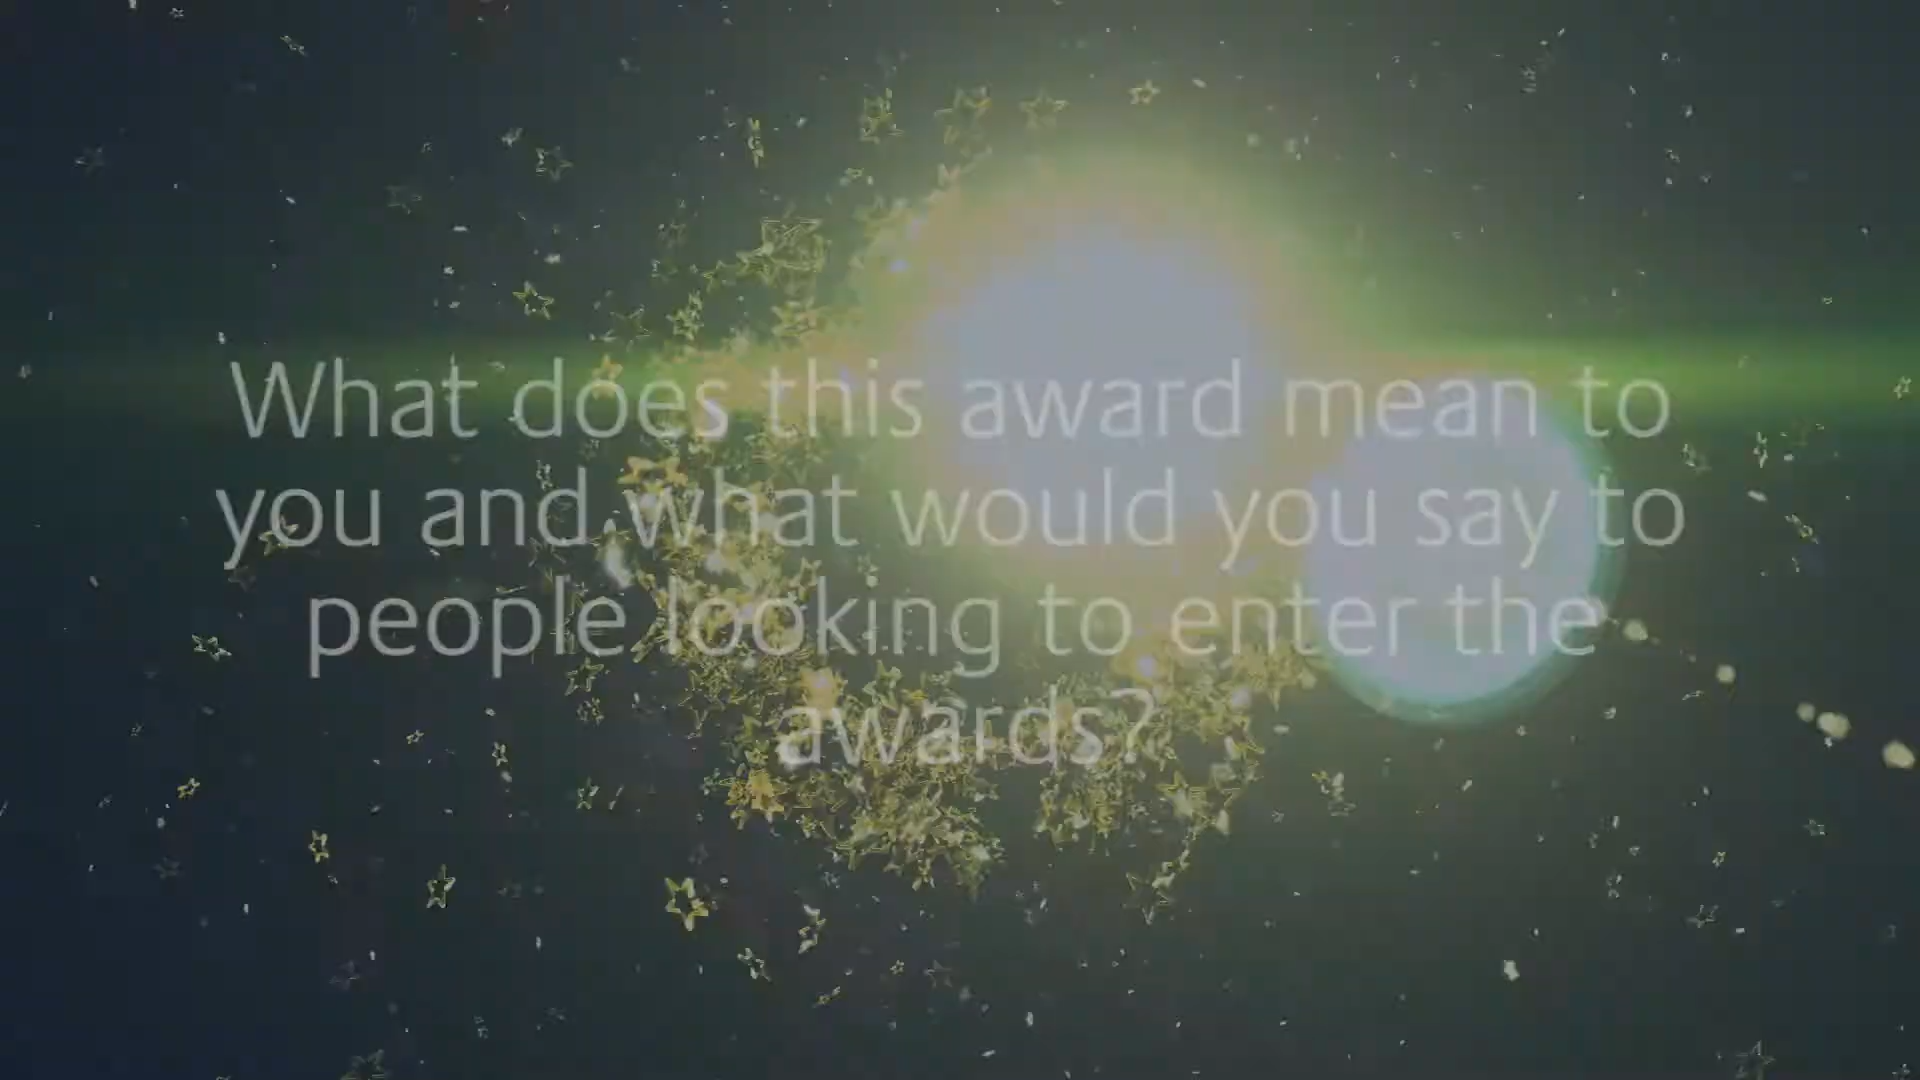 What does this award mean to
you and what would you say to
people looking to enter the
awards?